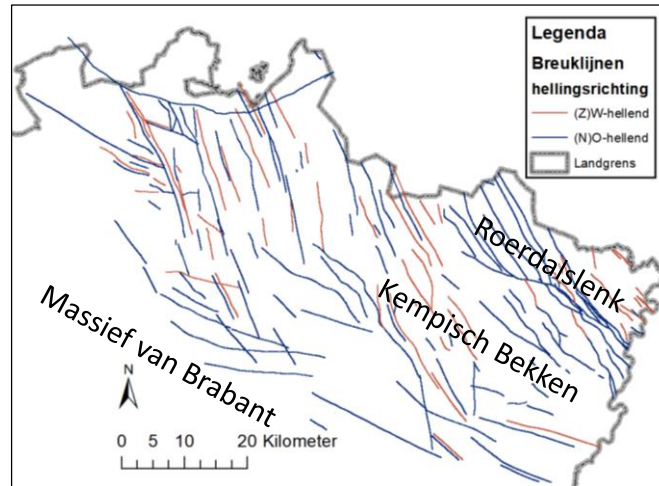 Legenda
Breuklijnen
hellingsrichting
(Z)W-hellend
(N)O-hellend
Landgrens
Roerdalslenk
Kempisch Bekken
Massief van Brabant
N
0 5 10 20 Kilometer